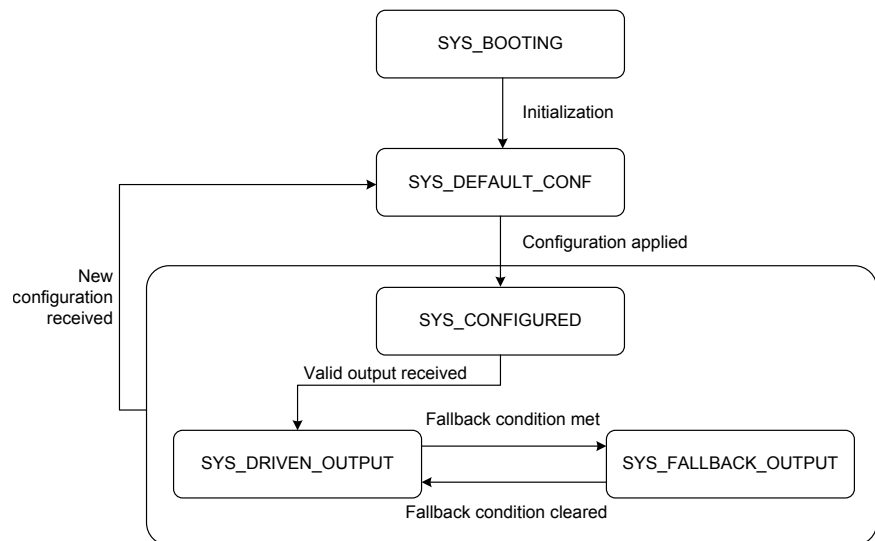 SYS_BOOTING
Initialization
SYS_DEFAULT_CONF
Configuration applied
New
configuration
received
SYS_CONFIGURED
Valid output received
Fallback condition met
SYS_DRIVEN_OUTPUT
SYS_FALLBACK_OUTPUT
Fallback condition cleared